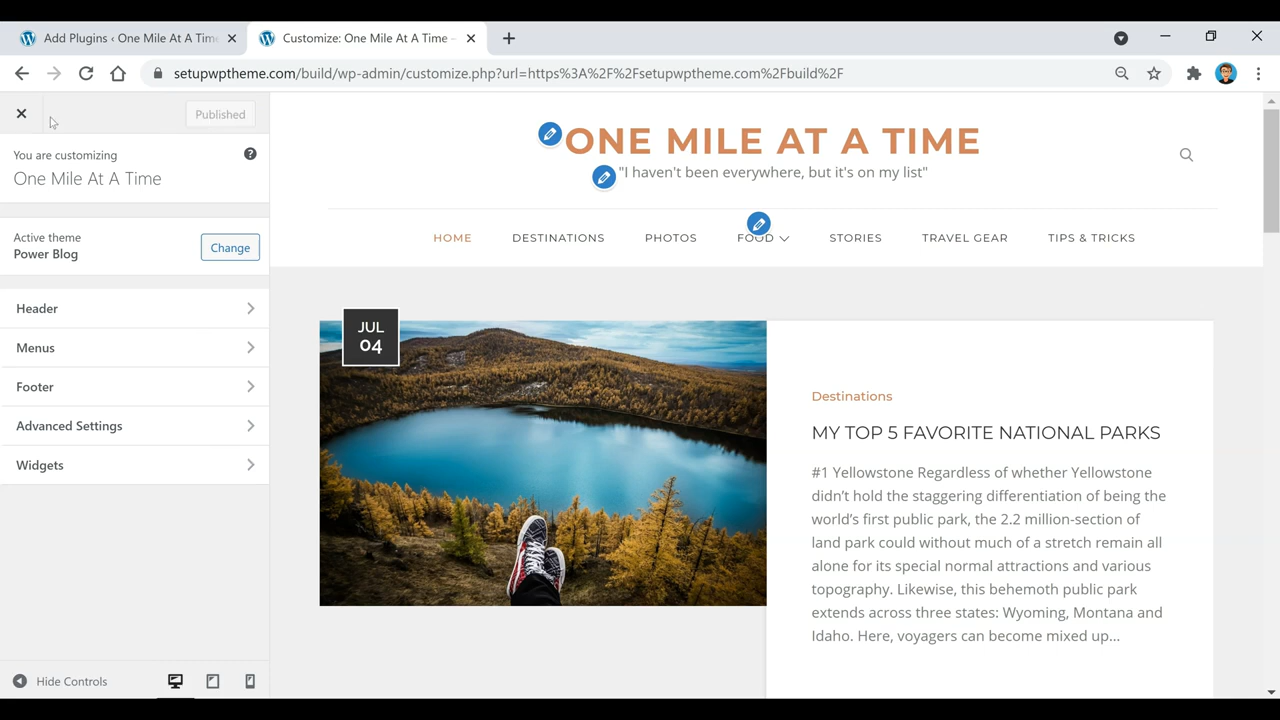 Add Plugins ‹ One Mile At A Time
Customize: One Mile At A Time –
setupwptheme.com/build/wp-admin/customize.php?url=https%3A%2F%2Fsetupwptheme.com%2Fbuild%2F
Published
You are customizing
One Mile At A Time
Active theme
Power Blog
Change
Header
Menus
Footer
Advanced Settings
Widgets
Hide Controls
ONE MILE AT A TIME
"I haven't been everywhere, but it's on my list"
HOME DESTINATIONS PHOTOS FOOD STORIES TRAVEL GEAR TIPS & TRICKS
JUL
04
Destinations
MY TOP 5 FAVORITE NATIONAL PARKS
#1 Yellowstone Regardless of whether Yellowstone
didn’t hold the staggering differentiation of being the
world’s first public park, the 2.2 million-section of
land park could without much of a stretch remain all
alone for its special normal attractions and various
topography. Likewise, this behemoth public park
extends across three states: Wyoming, Montana and
Idaho. Here, voyagers can become mixed up...